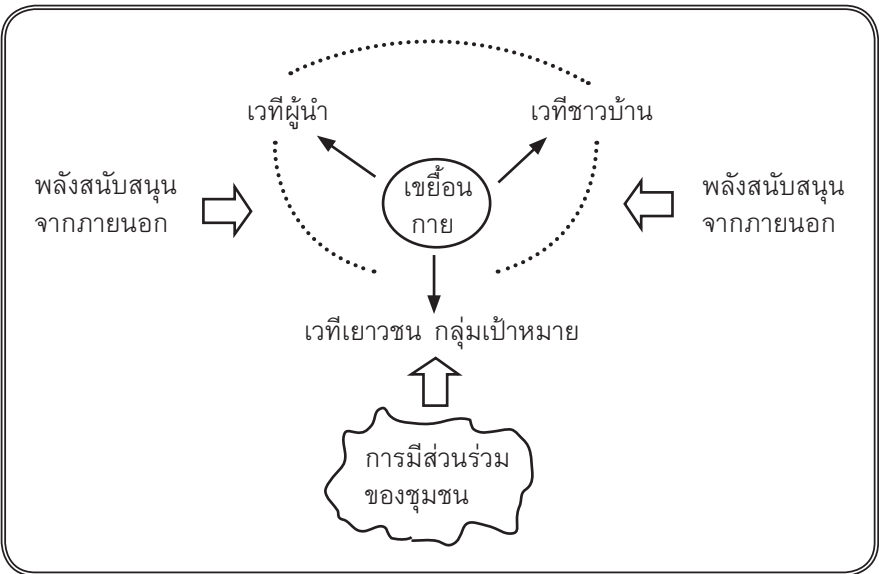 เวทีผู้นำ
เวทีชาวบ้าน
พลังสนับสนุน
จากภายนอก
เขยื้อน
กาย
พลังสนับสนุน
จากภายนอก
เวทีเยาวชน กลุ่มเป้าหมาย
การมีส่วนร่วม
ของชุมชน